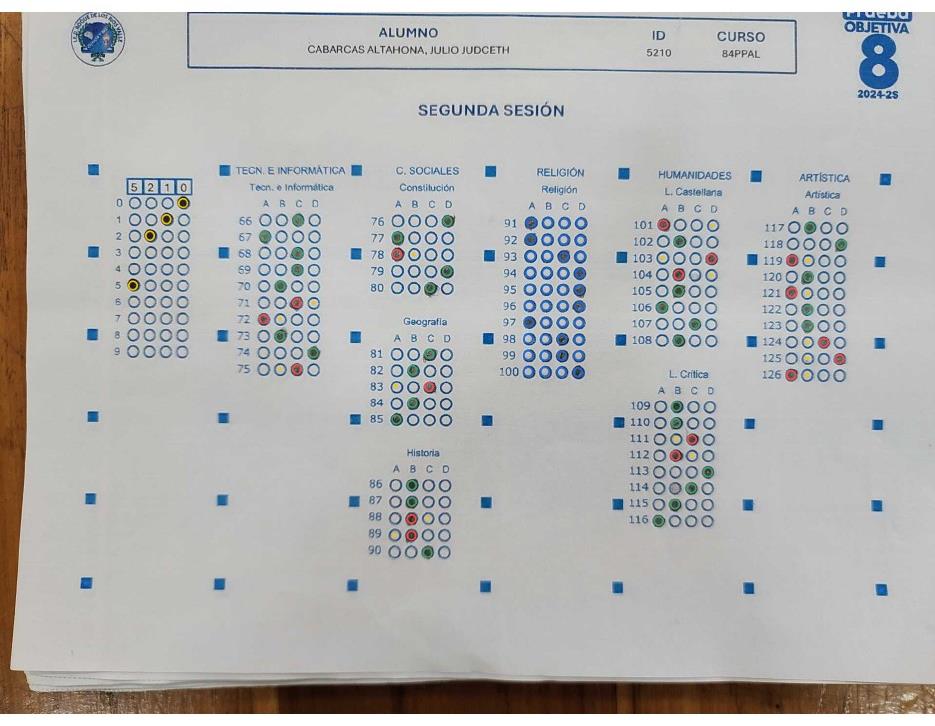 ALUMNO
CABARCAS ALTAHONA, JULIO JUDCETH
ID
5210
CURSO
84PPAL
Prueba
OBJETIVA
8
2024-2S
SEGUNDA SESIÓN
5 2 1 0
0
1
2
3
4
5
6
7
8
9
TECN. E INFORMÁTICA
Tecn. e Informática
A B C D
66
67
68
69
70
71
72
73
74
75
C. SOCIALES
Constitución
A B C D
76
77
78
79
80
Geografía
A B C D
81
82
83
84
85
Historia
A B C D
86
87
88
89
90
RELIGIÓN
Religión
A B C D
91
92
93
94
95
96
97
98
99
100
HUMANIDADES
L. Castellana
A B C D
101
102
103
104
105
106
107
108
L. Crítica
A B C D
109
110
111
112
113
114
115
116
ARTÍSTICA
Artística
A B C D
117
118
119
120
121
122
123
124
125
126